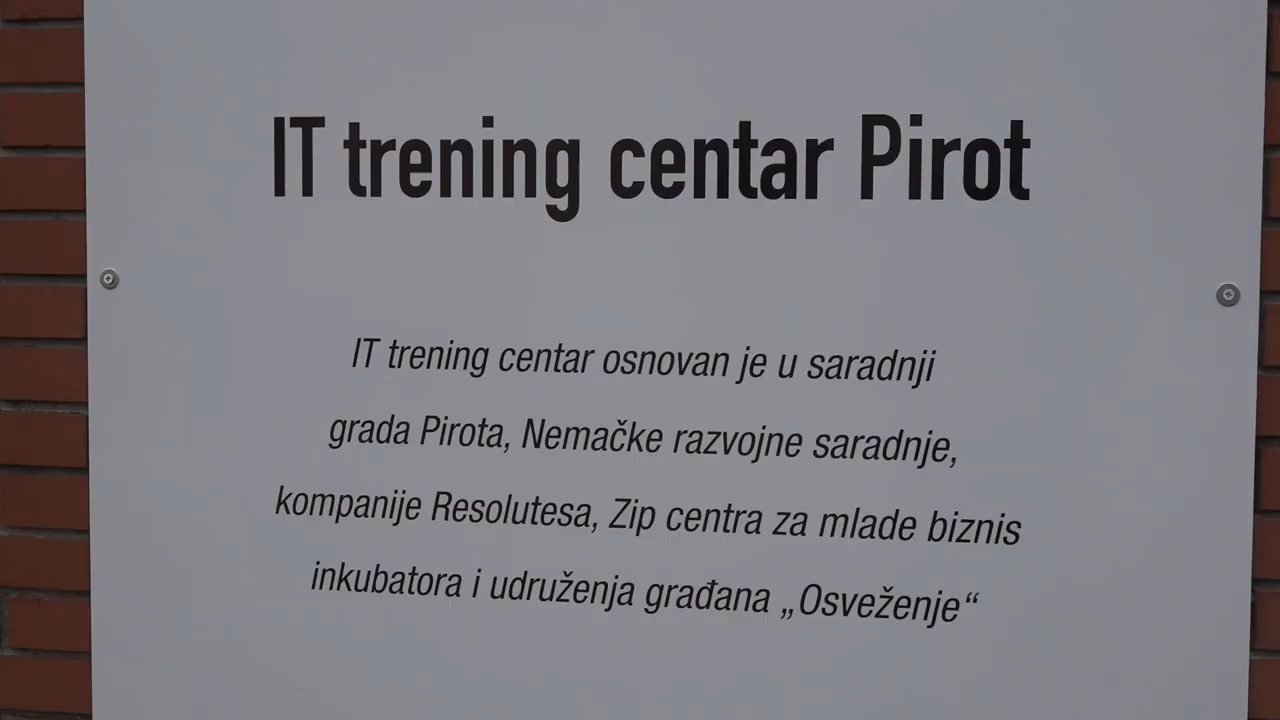 IT trening centar Pirot
IT trening centar osnovan je u saradnji
grada Pirota, Nemačke razvojne saradnje,
kompanije Resolutesa, Zip centra za mlade biznis
inkubatora i udruženja građana „Osveženje“